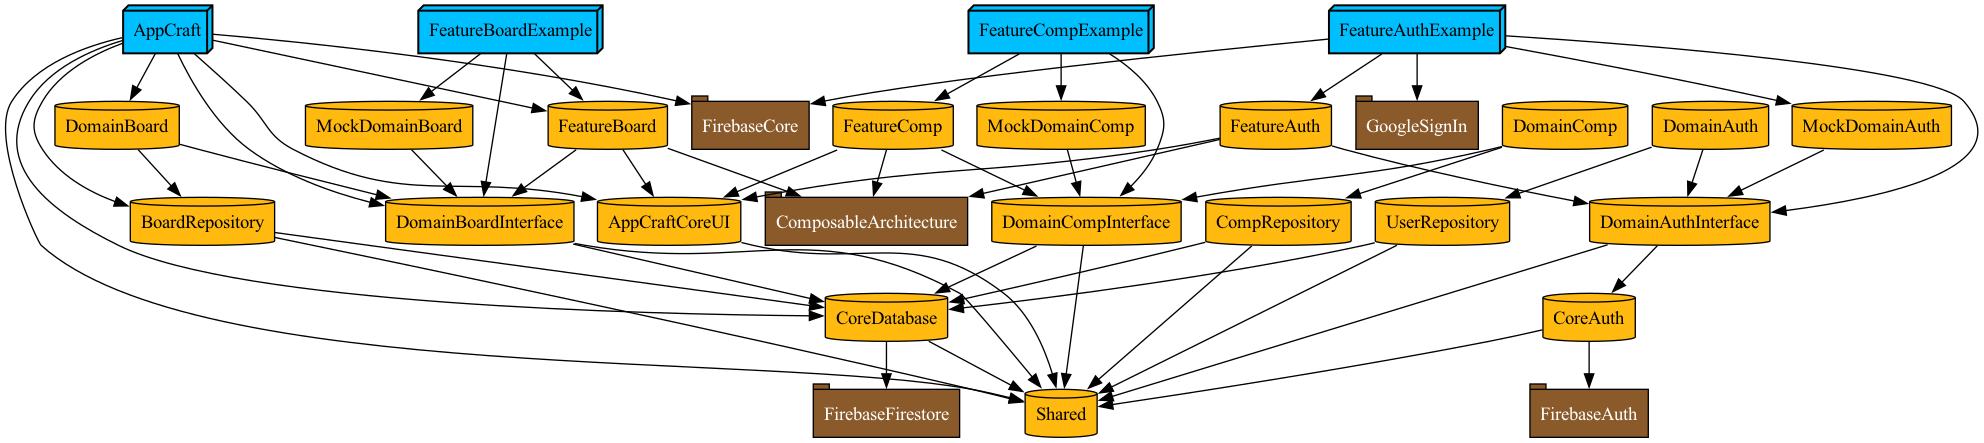 AppCraft
FeatureBoardExample
FeatureCompExample
FeatureAuthExample
DomainBoard
MockDomainBoard
FeatureBoard
FirebaseCore
FeatureComp
MockDomainComp
FeatureAuth
GoogleSignIn
DomainComp
DomainAuth
MockDomainAuth
BoardRepository
DomainBoardInterface
AppCraftCoreUI
ComposableArchitecture
DomainCompInterface
CompRepository
UserRepository
DomainAuthInterface
CoreDatabase
CoreAuth
FirebaseFirestore
Shared
FirebaseAuth